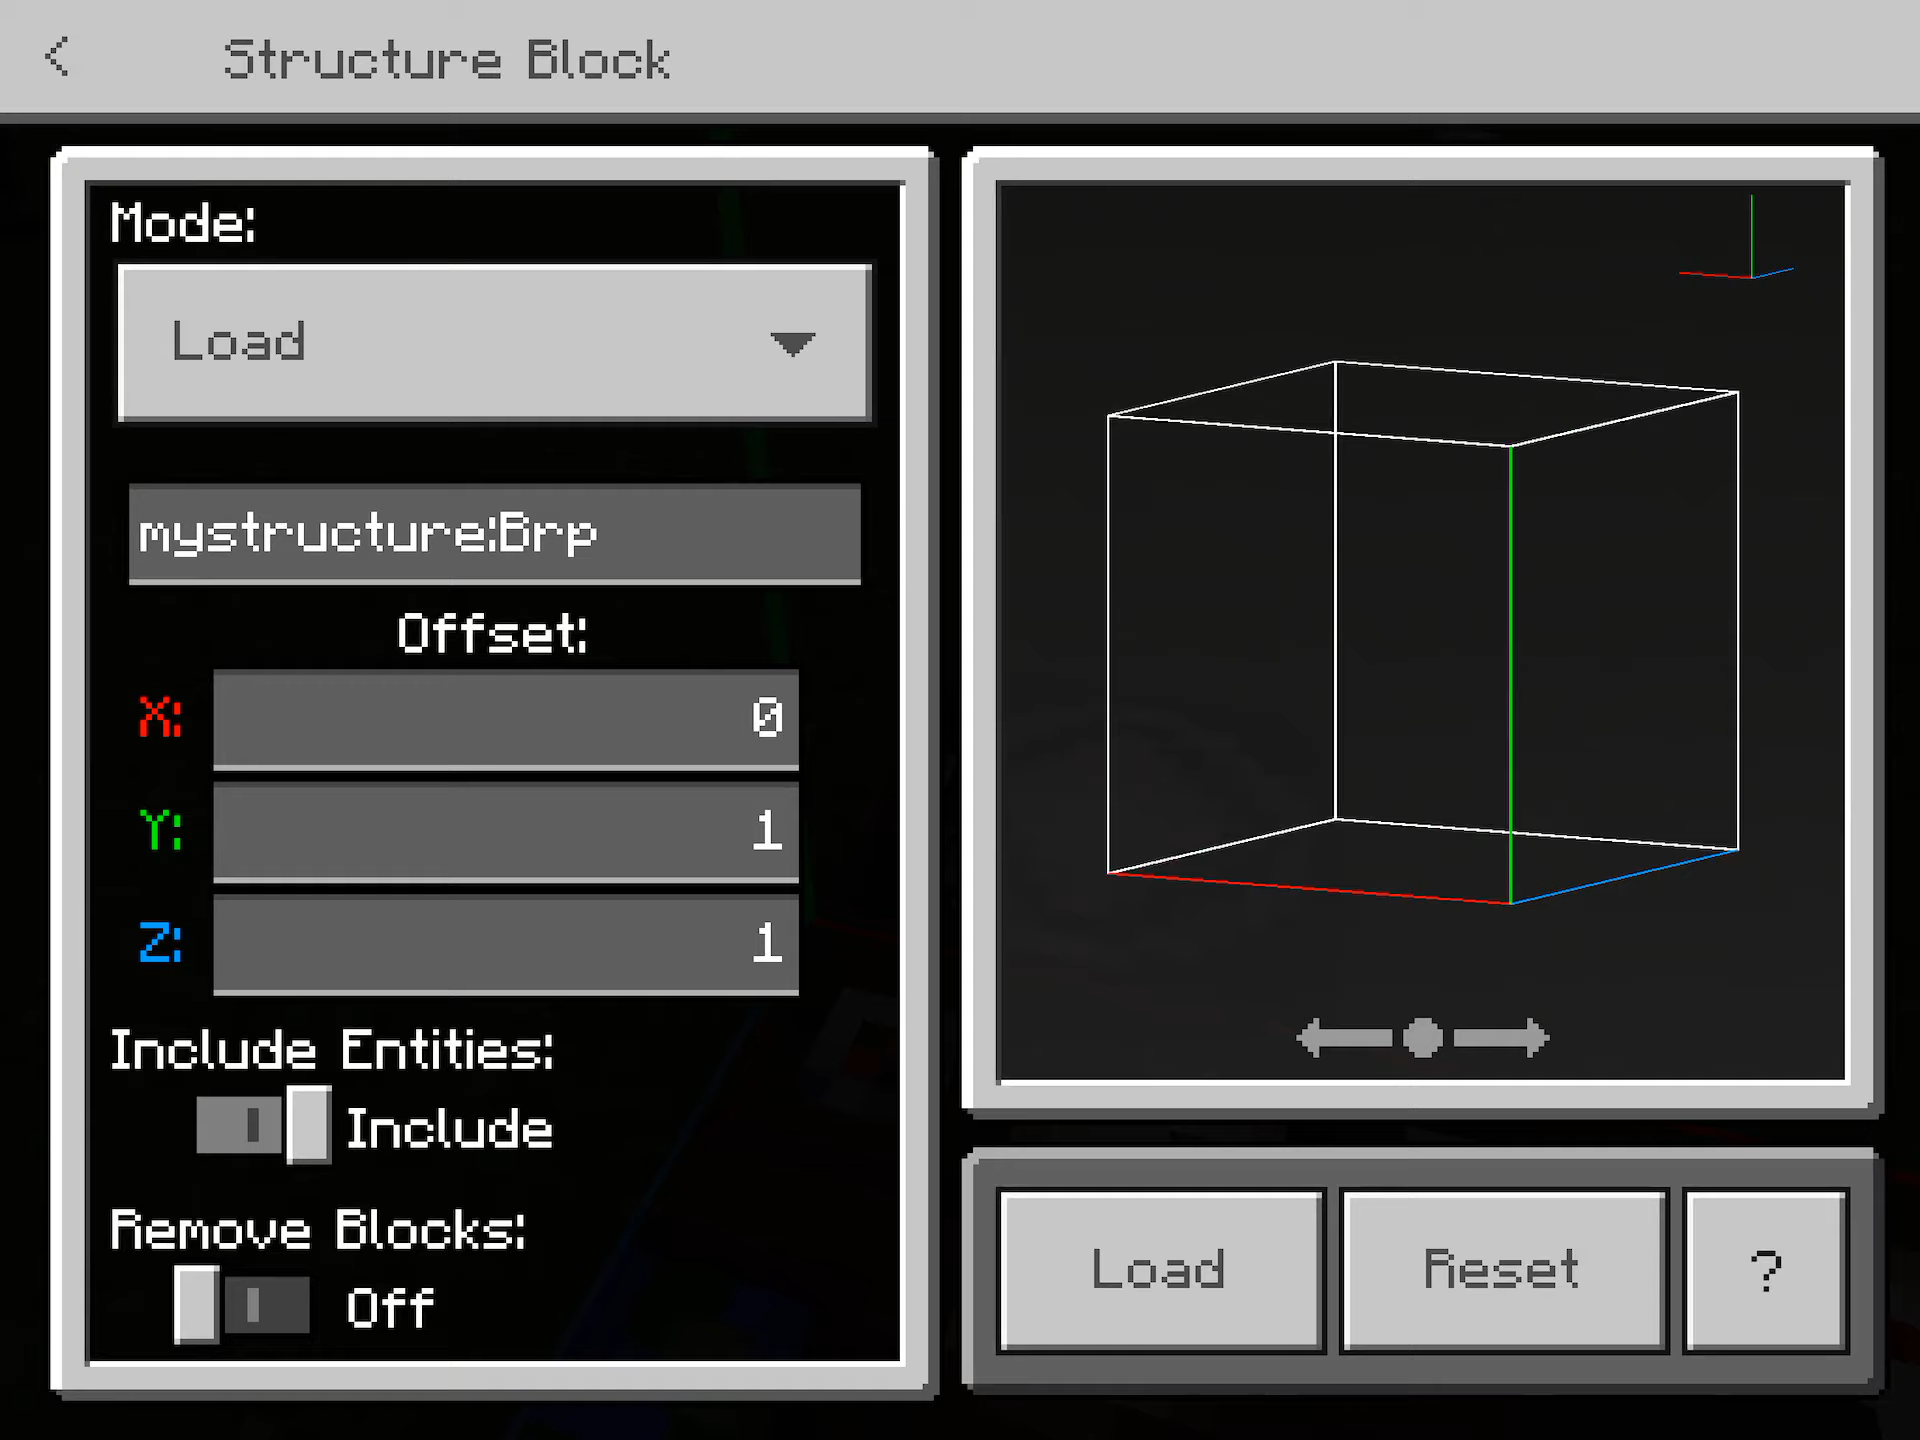 Structure Block
Mode:
Load
mystructure:Brp
Offset:
X: 0
Y: 1
Z: 1
Include Entities:
Include
Remove Blocks:
Off
Load
Reset
?